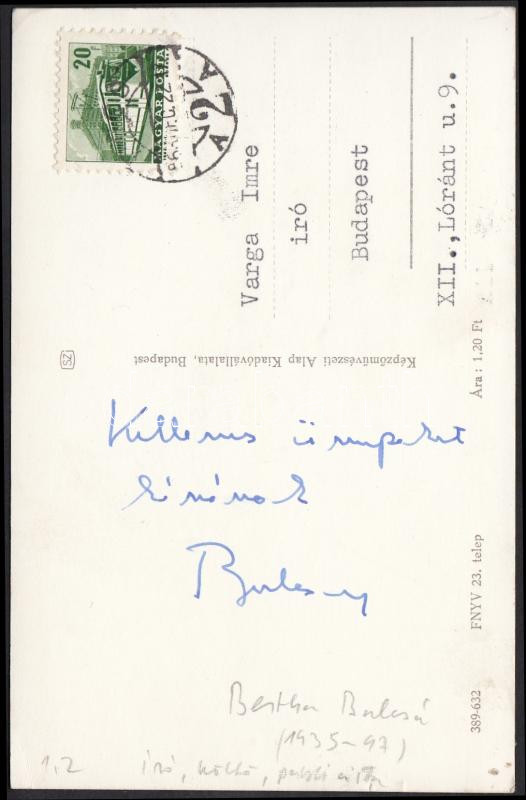 20
MAGYAR POSTA
Varga Imre
író
Budapest
XII.,Lóránt u.9.
Képzőművészeti Alap Kiadóvállalata, Budapest
SZ
Ára: 1,20 Ft
Kellemes ünnepeket
kívánok
Bulcsu
FNYV 23. telep
389-632
Bertha Bulcsú
(1935-97)
1,2
író, költő, publicista